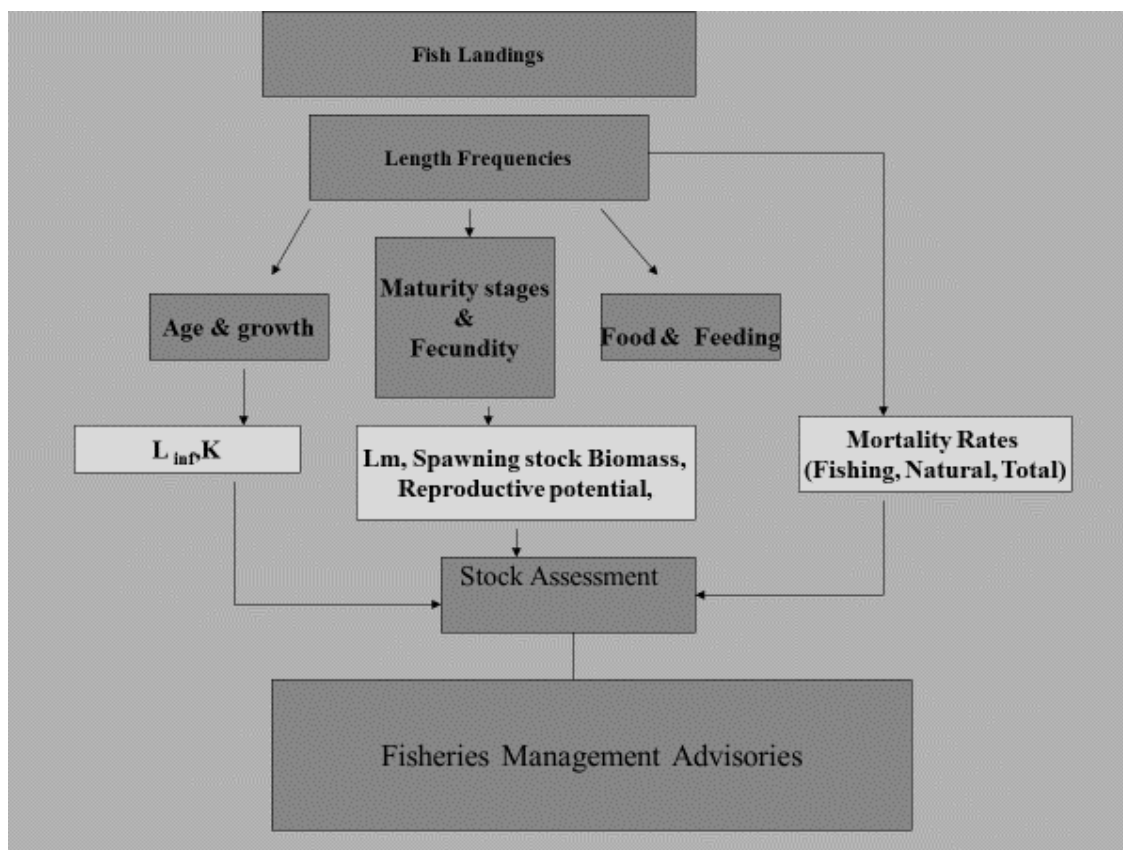 Fish Landings
Length Frequencies
Maturity stages
&
Fecundity
Age & growth
Food & Feeding
L inf,K
Lm, Spawning stock Biomass,
Reproductive potential,
Mortality Rates
(Fishing, Natural, Total)
Stock Assessment
Fisheries Management Advisories